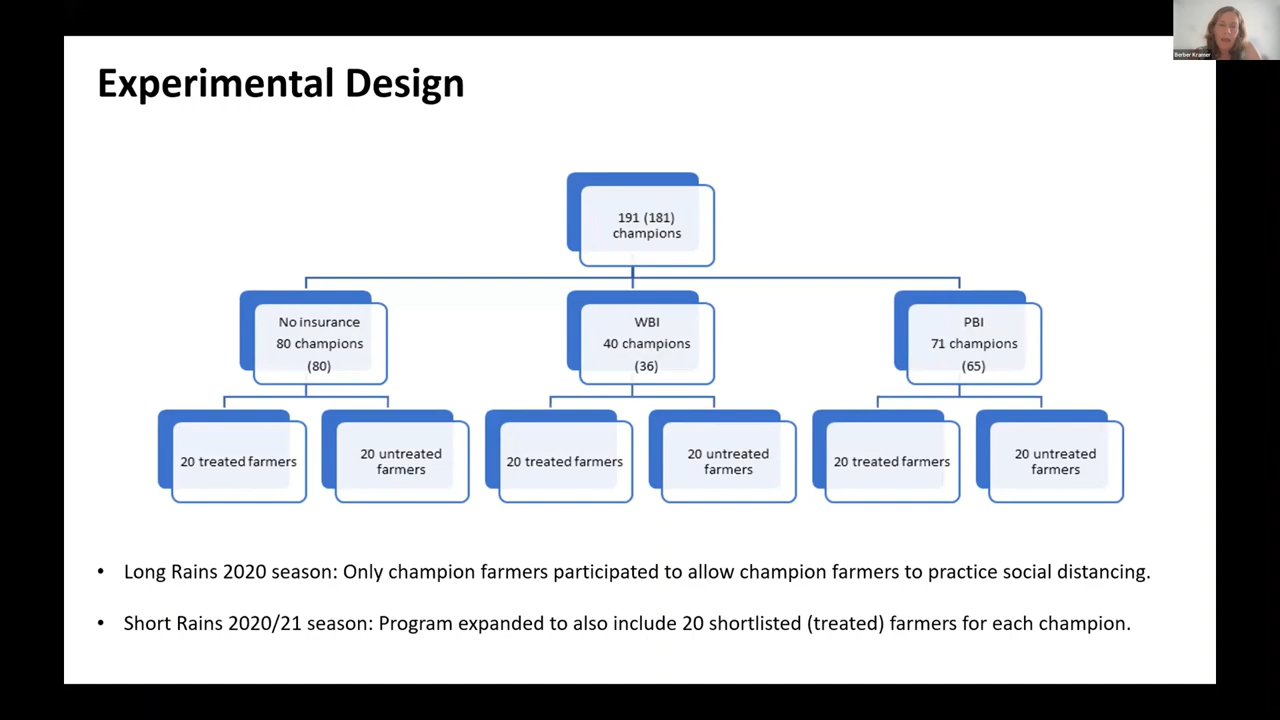 Experimental Design
Berber Kramer
191 (181)
champions
No insurance
80 champions
(80)
WBI
40 champions
(36)
PBI
71 champions
(65)
20 treated farmers
20 untreated
farmers
20 treated farmers
20 untreated
farmers
20 treated farmers
20 untreated
farmers
• Long Rains 2020 season: Only champion farmers participated to allow champion farmers to practice social distancing.
• Short Rains 2020/21 season: Program expanded to also include 20 shortlisted (treated) farmers for each champion.